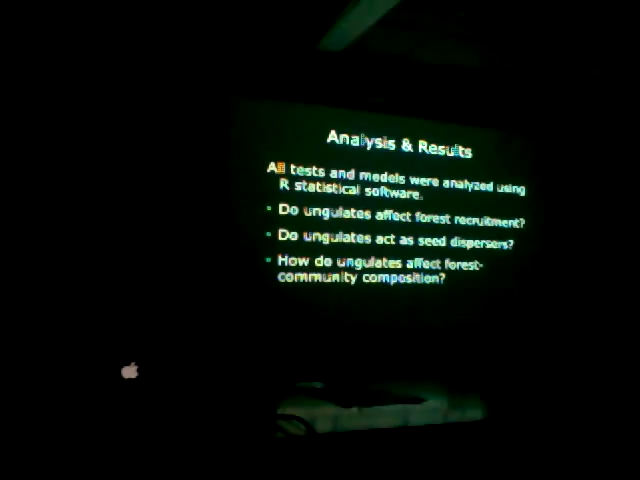 Analysis & Results
All tests and models were analyzed using
R statistical software.
Do ungulates affect forest recruitment?
Do ungulates act as seed dispersers?
How do ungulates affect forest-
community composition?